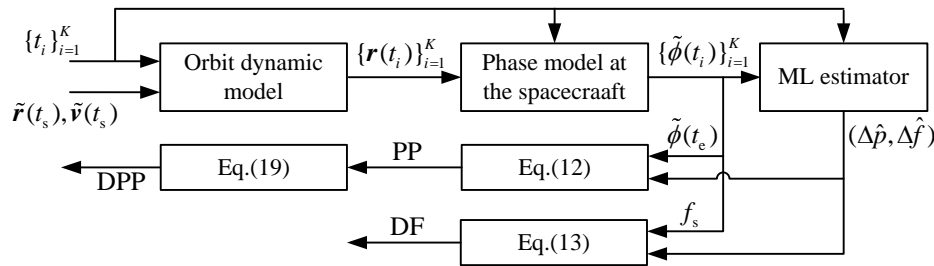 {t_i}_{i=1}^K
r̃(t_s), ṽ(t_s)
Orbit dynamic
model
{r(t_i)}_{i=1}^K
Phase model at
the spacecraaft
{ϕ̃(t_i)}_{i=1}^K
ML estimator
(Δp̂, Δf̂)
ϕ̃(t_e)
DPP
Eq.(19)
PP
Eq.(12)
f_s
DF
Eq.(13)